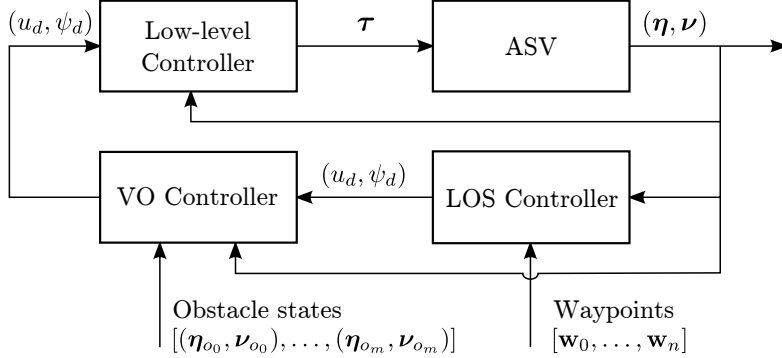 (u_d, ψ_d)
Low-level
Controller
τ
ASV
(η, ν)
VO Controller
(u_d, ψ_d)
LOS Controller
Obstacle states
[(η_{o_0}, ν_{o_0}), . . . , (η_{o_m}, ν_{o_m})]
Waypoints
[w_0, . . . , w_n]